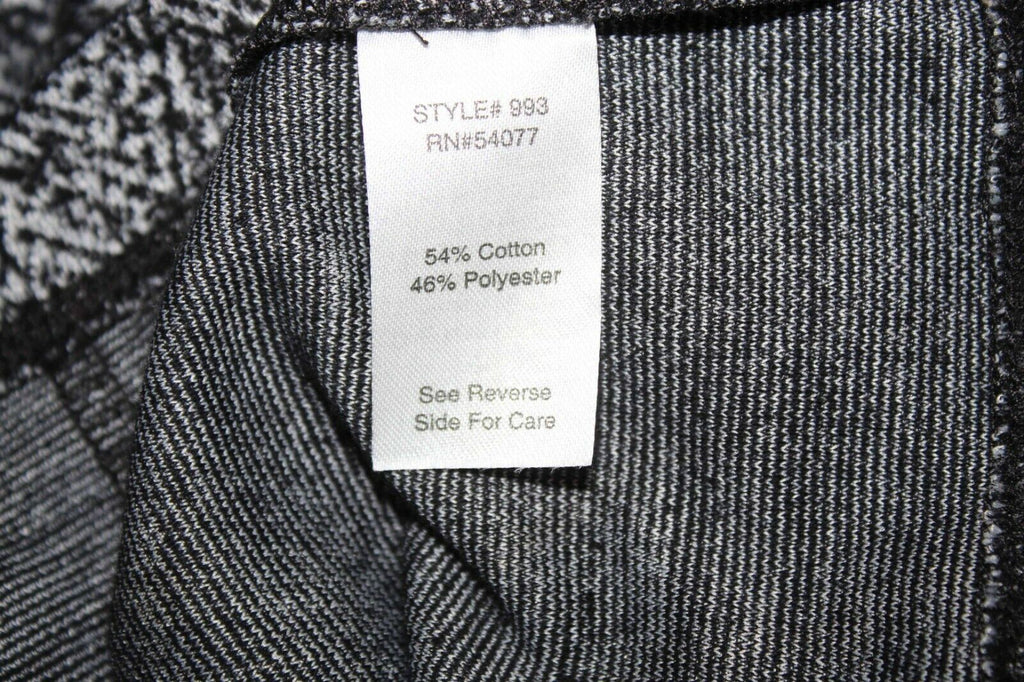 STYLE# 993
RN#54077
54% Cotton
46% Polyester
See Reverse
Side For Care